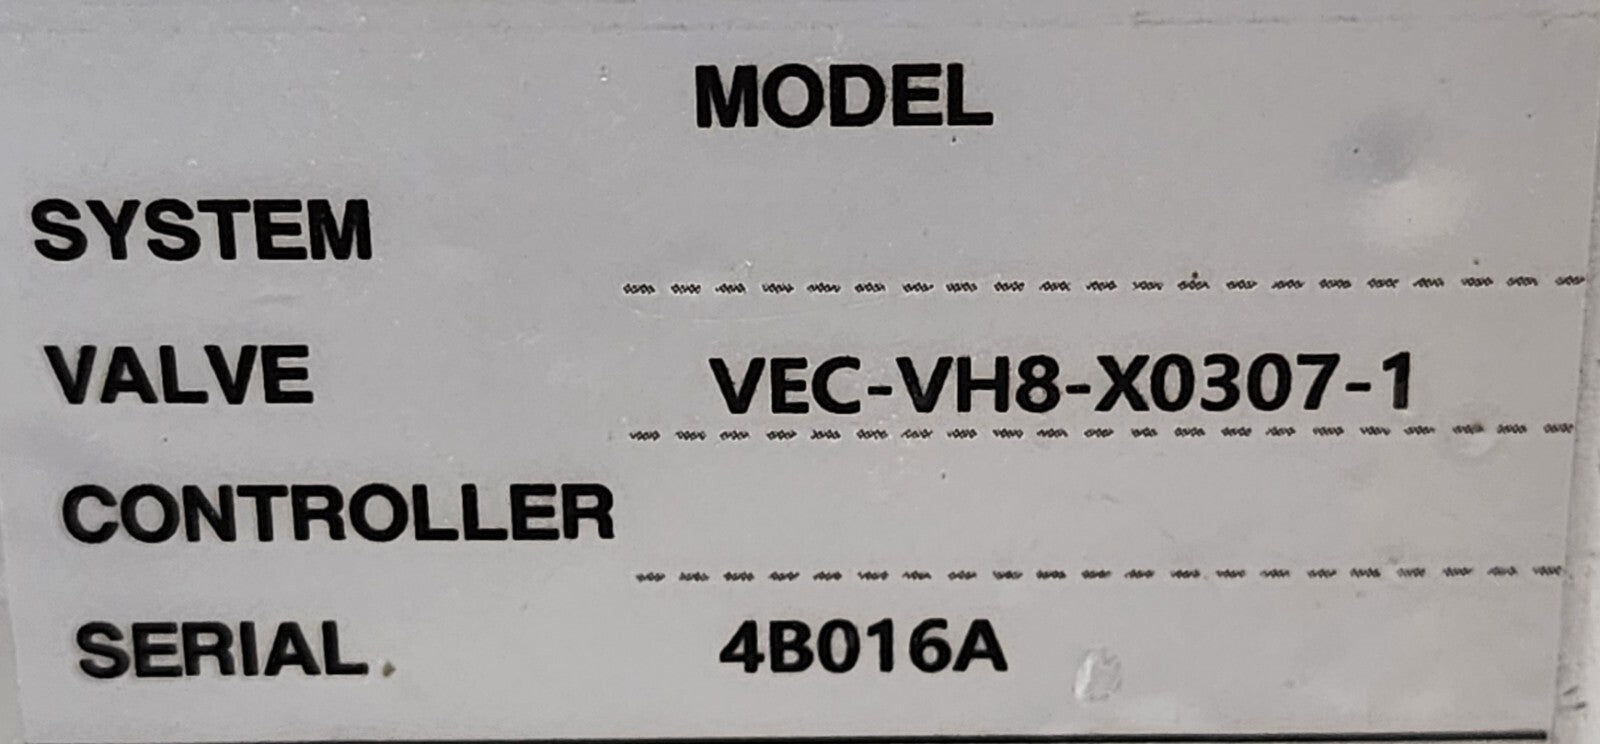 MODEL
SYSTEM
VALVE VEC-VH8-X0307-1
CONTROLLER
SERIAL 4B016A